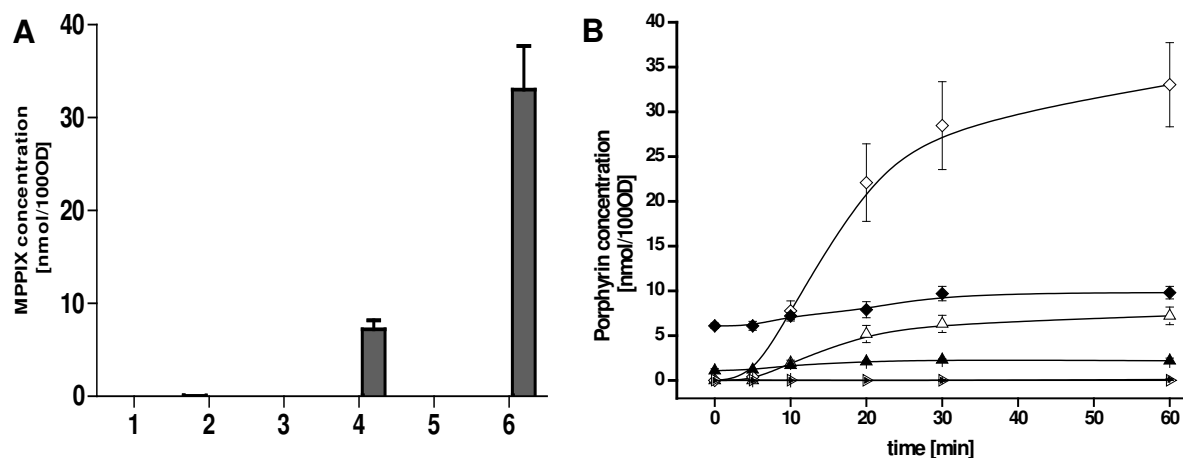 A
MPPIX concentration
[nmol/100OD]
40
30
20
10
0
1 2 3 4 5 6
B
Porphyrin concentration
[nmol/100OD]
40
35
30
25
20
15
10
5
0
0 10 20 30 40 50 60
time [min]